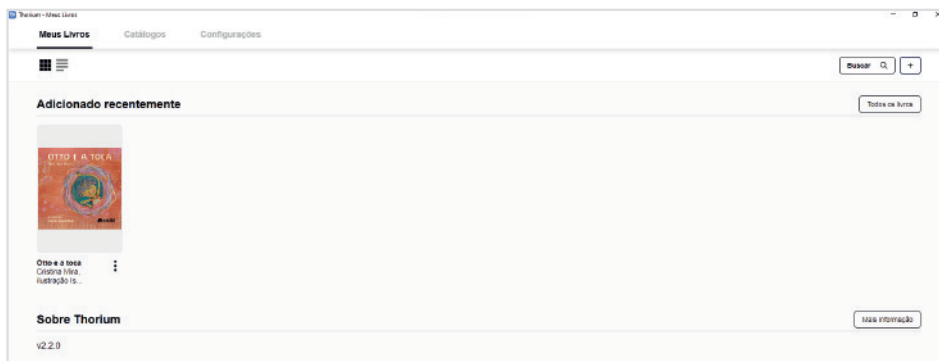 Thorium - Meus Livros
Meus Livros Catálogos Configurações
Buscar
+
Adicionado recentemente
Todos os livros
OTTO E A TOCA
Otto e a toca
Cristina Mira,
ilustração Is...
Sobre Thorium
Mais informação
v2.2.0